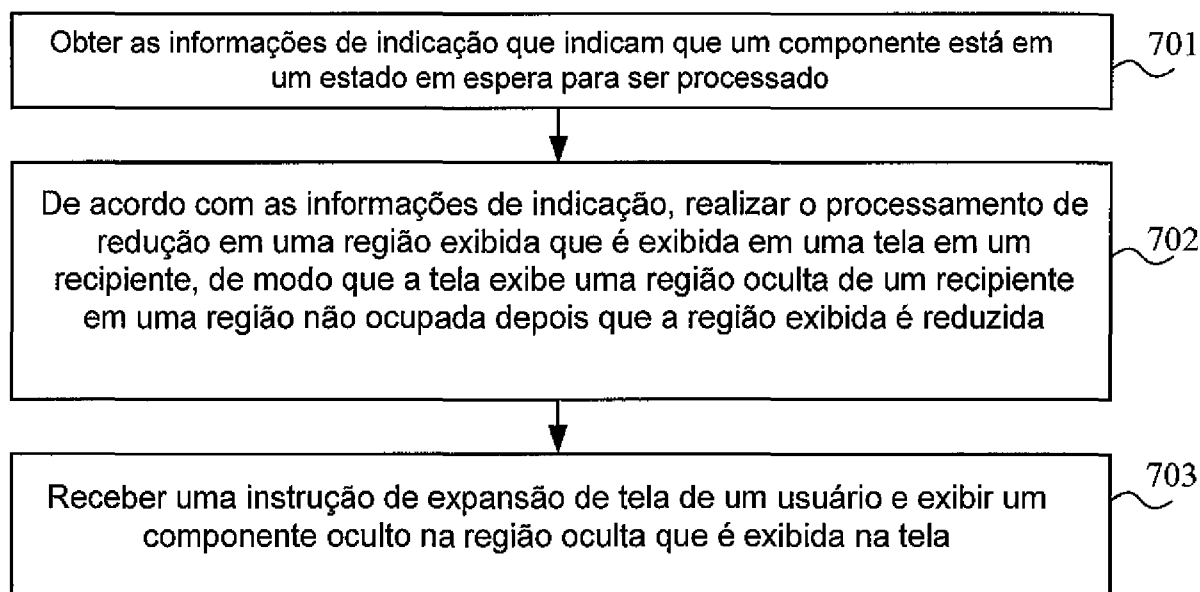 Obter as informações de indicação que indicam que um componente está em
um estado em espera para ser processado
701
De acordo com as informações de indicação, realizar o processamento de
redução em uma região exibida que é exibida em uma tela em um
recipiente, de modo que a tela exibe uma região oculta de um recipiente
em uma região não ocupada depois que a região exibida é reduzida
702
Receber uma instrução de expansão de tela de um usuário e exibir um
componente oculto na região oculta que é exibida na tela
703